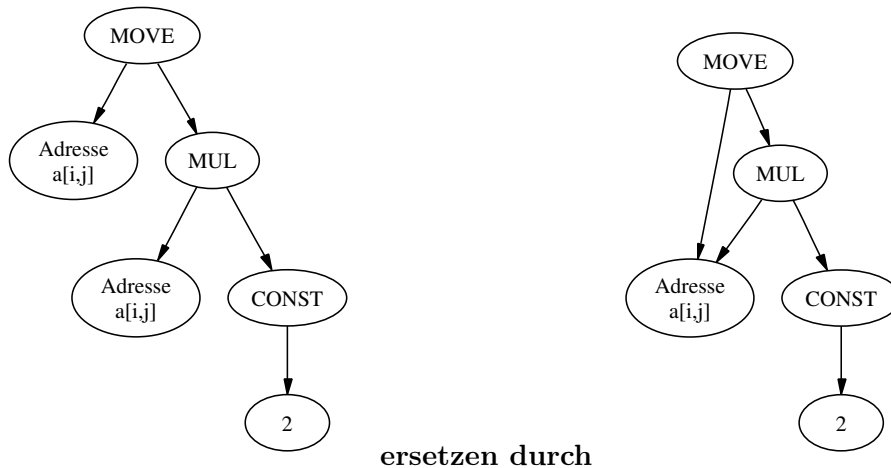 MOVE
Adresse
a[i,j]
MUL
Adresse
a[i,j]
CONST
2
ersetzen durch
MOVE
MUL
Adresse
a[i,j]
CONST
2